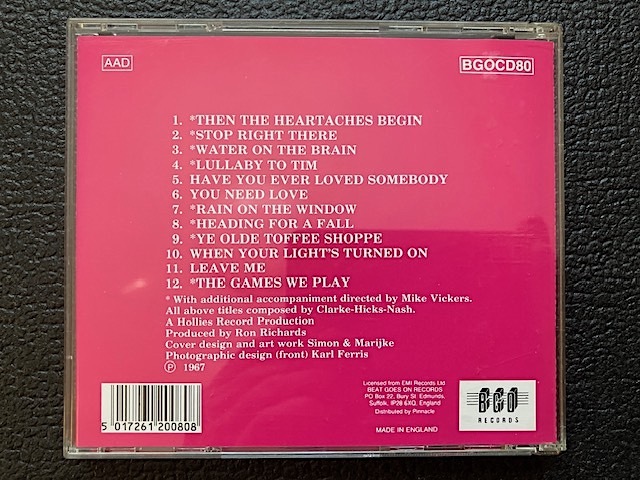 AAD
BGOCD80
1. *THEN THE HEARTACHES BEGIN
2. *STOP RIGHT THERE
3. *WATER ON THE BRAIN
4. *LULLABY TO TIM
5. HAVE YOU EVER LOVED SOMEBODY
6. YOU NEED LOVE
7. *RAIN ON THE WINDOW
8. *HEADING FOR A FALL
9. *YE OLDE TOFFEE SHOPPE
10. WHEN YOUR LIGHT'S TURNED ON
11. LEAVE ME
12. *THE GAMES WE PLAY
* With additional accompaniment directed by Mike Vickers.
All above titles composed by Clarke-Hicks-Nash.
A Hollies Record Production
Produced by Ron Richards
Cover design and art work Simon & Marijke
Photographic design (front) Karl Ferris
℗ 1967
5 017261 200808
Licensed from EMI Records Ltd
BEAT GOES ON RECORDS
PO Box 22, Bury St. Edmunds,
Suffolk, IP28 6XQ, England
Distributed by Pinnacle
MADE IN ENGLAND
BGO
RECORDS